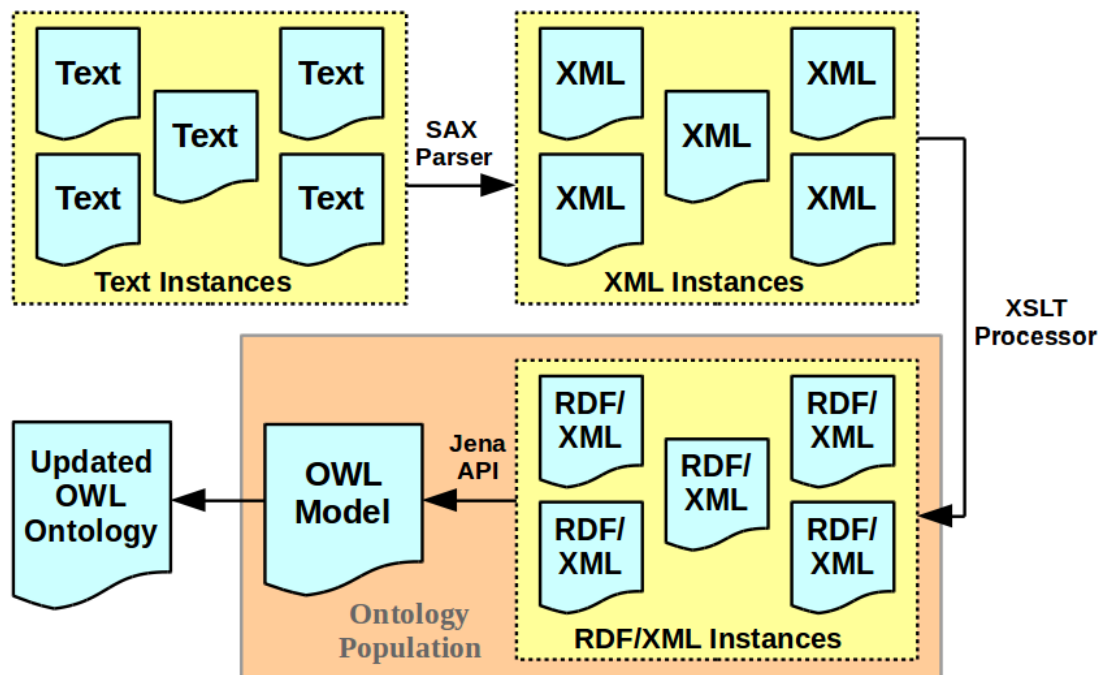 Text
Text
Text
Text
Text
Text Instances
SAX
Parser
XML
XML
XML
XML
XML
XML Instances
XSLT
Processor
RDF/
XML
RDF/
XML
RDF/
XML
RDF/
XML
RDF/
XML
RDF/XML Instances
Jena
API
OWL
Model
Ontology
Population
Updated
OWL
Ontology